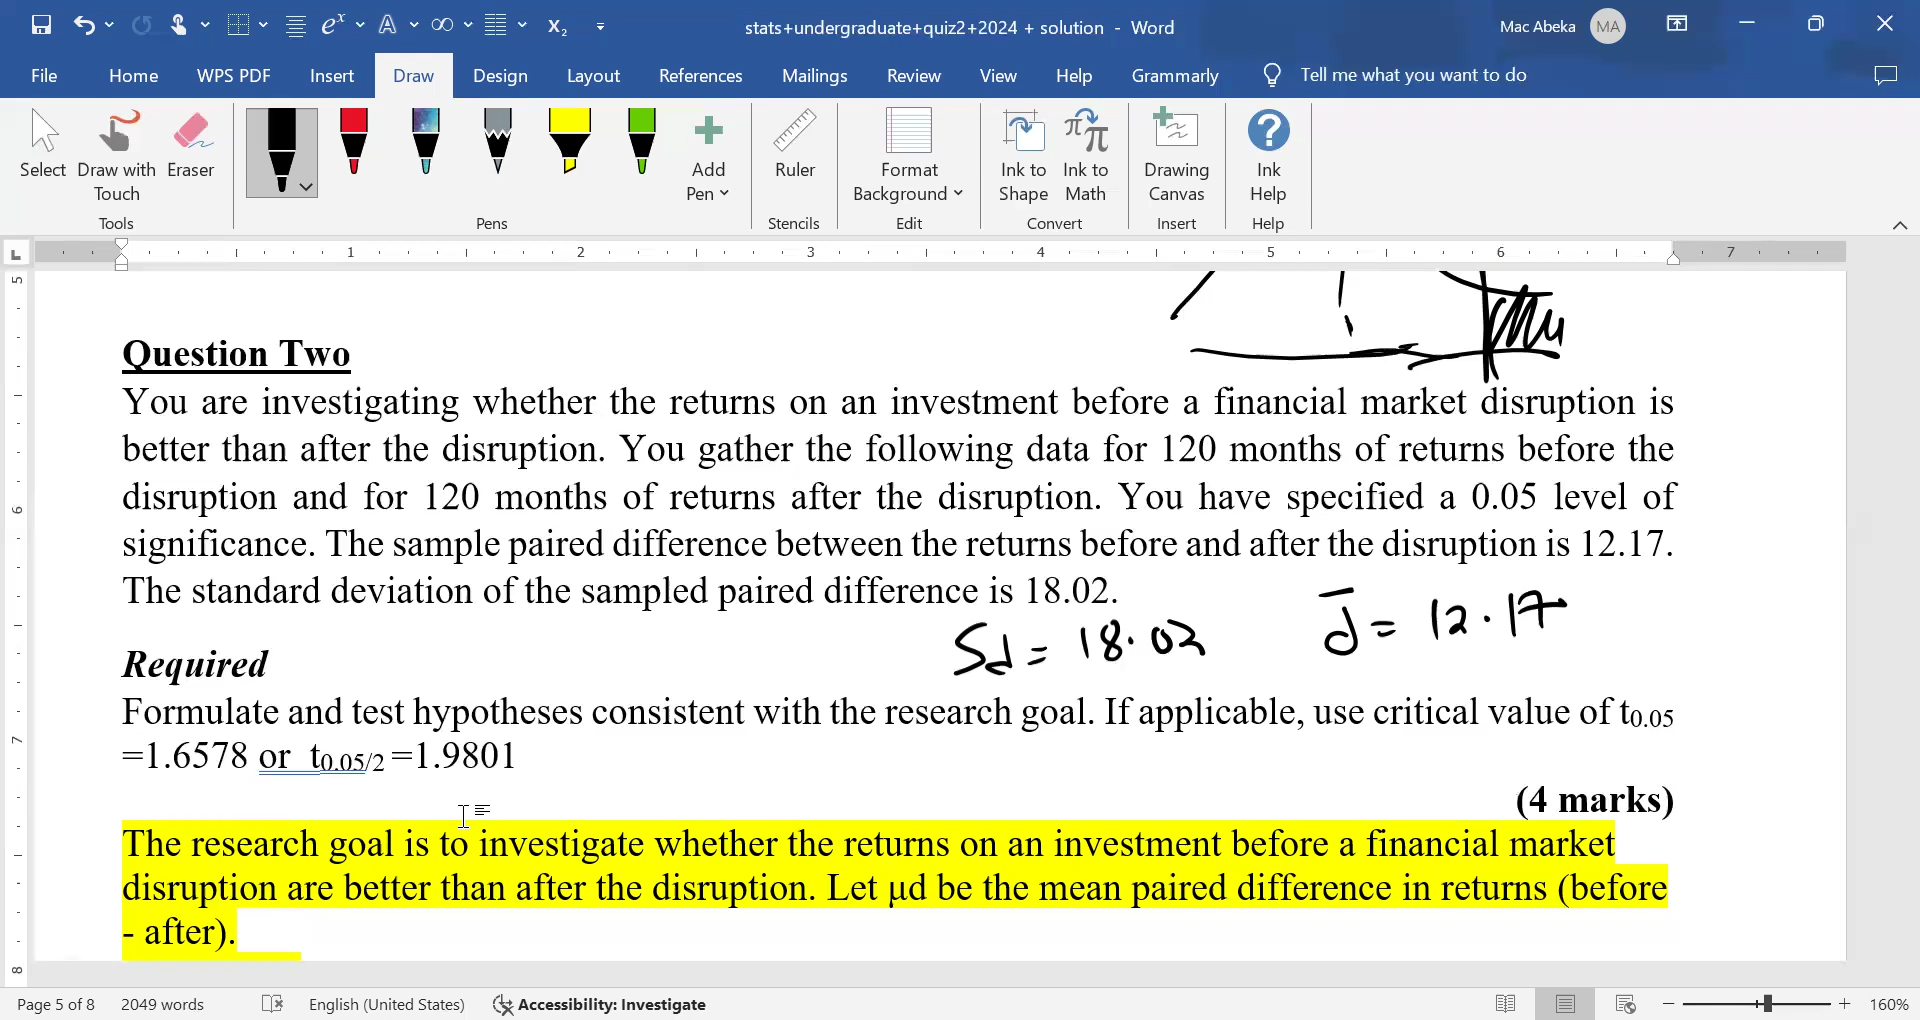 stats+undergraduate+quiz2+2024 + solution - Word
Mac Abeka MA
File Home WPS PDF Insert Draw Design Layout References Mailings Review View Help Grammarly Tell me what you want to do
Select
Draw with Touch
Eraser
Add Pen
Ruler
Format Background
Ink to Shape
Ink to Math
Drawing Canvas
Ink Help
Tools Pens Stencils Edit Convert Insert Help
1 2 3 4 5 6 7
5
Question Two
You are investigating whether the returns on an investment before a financial market disruption is
better than after the disruption. You gather the following data for 120 months of returns before the
disruption and for 120 months of returns after the disruption. You have specified a 0.05 level of
6
significance. The sample paired difference between the returns before and after the disruption is 12.17.
The standard deviation of the sampled paired difference is 18.02.
Sd = 18.02 d̅ = 12.17
Required
Formulate and test hypotheses consistent with the research goal. If applicable, use critical value of t0.05
7
=1.6578 or t0.05/2 =1.9801
(4 marks)
The research goal is to investigate whether the returns on an investment before a financial market
disruption are better than after the disruption. Let μd be the mean paired difference in returns (before
- after).
8
Page 5 of 8 2049 words English (United States) Accessibility: Investigate 160%